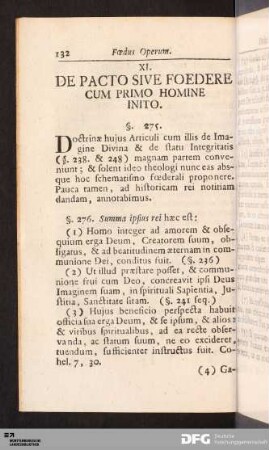 132 Fœdus Operum.
XI.
DE PACTO SIVE FOEDERE
CUM PRIMO HOMINE
INITO.
§. 275.
Doctrinæ hujus Articuli cum illis de Ima-
gine Divina & de statu Integritatis
(§. 238. & 248) magnam partem conve-
niunt; & solent ideo theologi nunc eas abs-
que hoc schematismo fœderali proponere.
Pauca tamen, ad historicam rei notitiam
dandam, annotabimus.
§. 276. Summa ipsius rei hæc est:
(1) Homo integer ad amorem & obse-
quium erga Deum, Creatorem suum, ob-
ligatus, & ad beatitudinem æternam in com-
munione Dei, conditus fuit. (§. 236)
(2) Ut illud præstare posset, & commu-
nione frui cum Deo, concreavit ipsi Deus
Imaginem suam, in spirituali Sapientia, Ju-
stitia, Sanctitate sitam. (§. 241 seq.)
(3) Hujus beneficio perspecta habuit
officia sua erga Deum, & se ipsum, & alios:
& viribus spiritualibus, ad ea recte obser-
vanda, ac statum suum, ne eo excideret,
tuendum, sufficienter instructus fuit. Co-
hel. 7, 30.
(4) Ga-
DFG Deutsche
Forschungsgemeinschaft